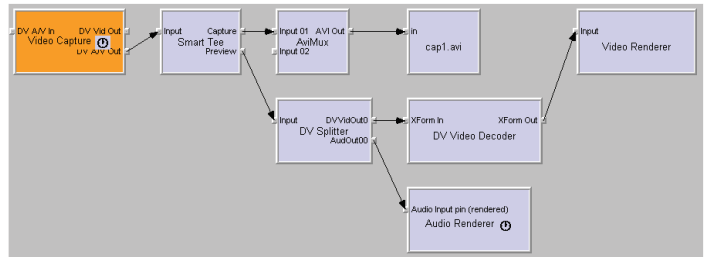 DV A/V In DV Vid Out
Video Capture
DV A/V Out
Input Capture
Smart Tee
Preview
Input 01 AVI Out
AviMux
Input 02
in
cap1.avi
Input
Video Renderer
Input DVVidOut0
DV Splitter
AudOut00
XForm In XForm Out
DV Video Decoder
Audio Input pin (rendered)
Audio Renderer